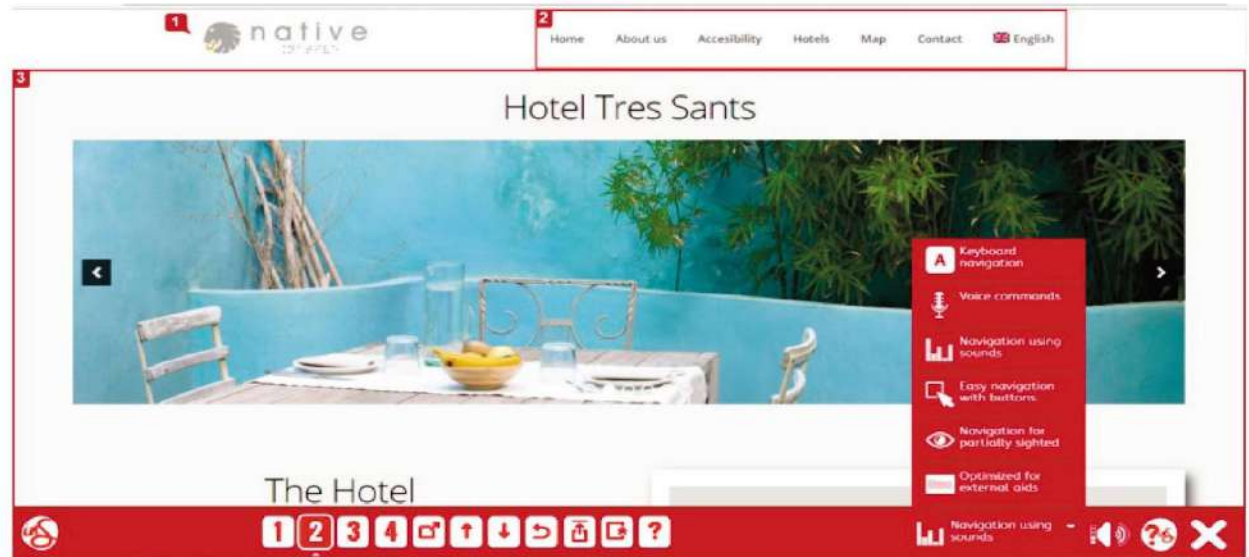 1
native
2
Home About us Accesibility Hotels Map Contact English
3
Hotel Tres Sants
A Keyboard
navigation
Voice commands
Navigation using
sounds
Easy navigation
with buttons
Navigation for
partially sighted
Optimized for
external aids
The Hotel
1 2 3 4 ?
Navigation using
sounds